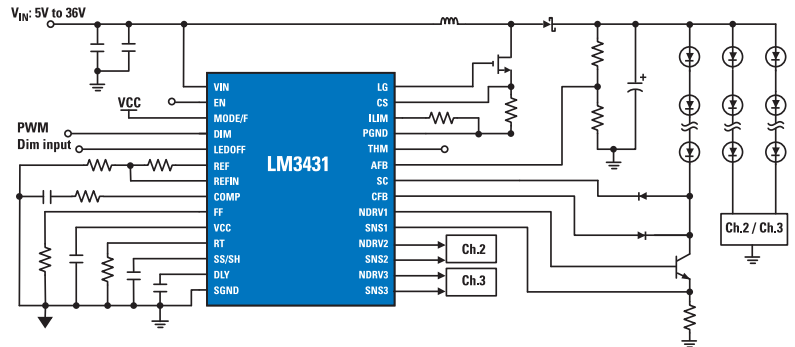 VIN: 5V to 36V
VCC
PWM
Dim input
LM3431
VIN
EN
MODE/F
DIM
LEDOFF
REF
REFIN
COMP
FF
VCC
RT
SS/SH
DLY
SGND
LG
CS
ILIM
PGND
THM
AFB
SC
CFB
NDRV1
SNS1
NDRV2
SNS2
NDRV3
SNS3
Ch.2
Ch.3
+
Ch.2 / Ch.3